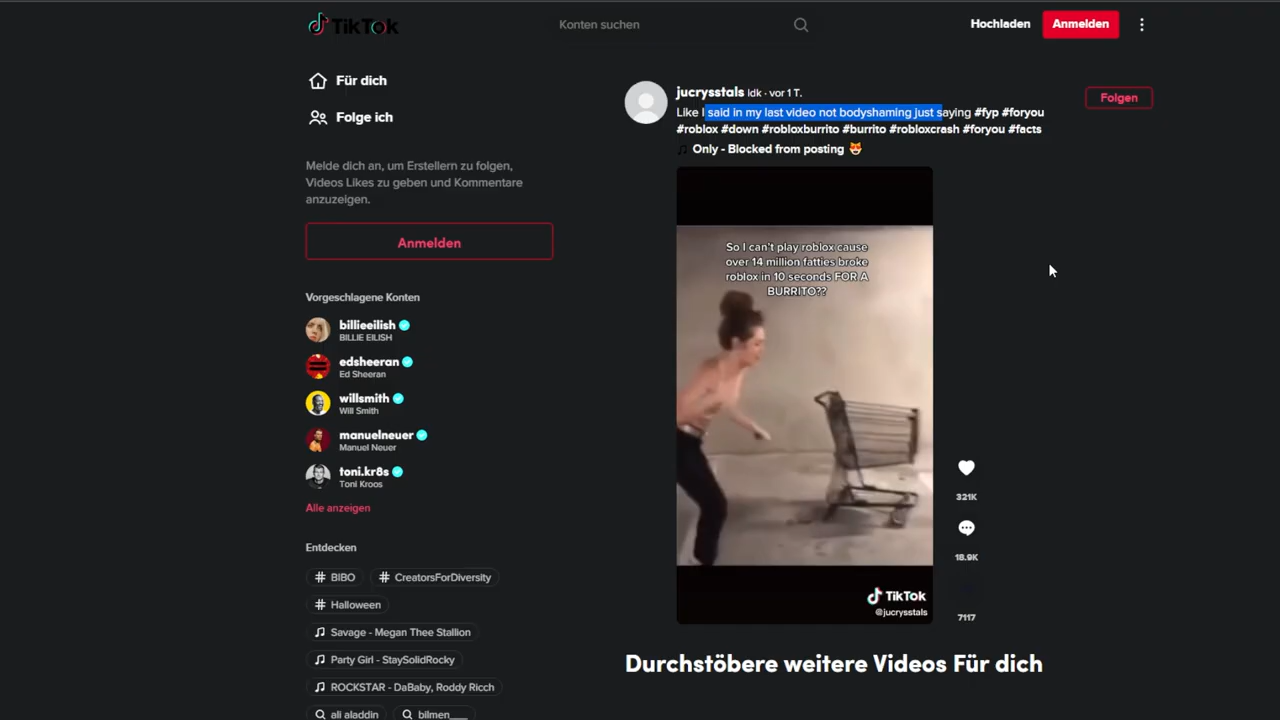 TikTok
Konten suchen
Hochladen
Anmelden
Für dich
Folge ich
Melde dich an, um Erstellern zu folgen,
Videos Likes zu geben und Kommentare
anzuzeigen.
Anmelden
Vorgeschlagene Konten
billieeilish
BILLIE EILISH
edsheeran
Ed Sheeran
willsmith
Will Smith
manuelneuer
Manuel Neuer
toni.kr8s
Toni Kroos
Alle anzeigen
Entdecken
# BIBO
# CreatorsForDiversity
# Halloween
Savage - Megan Thee Stallion
Party Girl - StaySolidRocky
ROCKSTAR - DaBaby, Roddy Ricch
ali aladdin
bilmen___
jucrysstals Idk · vor 1 T.
Folgen
Like I said in my last video not bodyshaming just saying #fyp #foryou
#roblox #down #robloxburrito #burrito #robloxcrash #foryou #facts
Only - Blocked from posting 😻
So I can't play roblox cause
over 14 million fatties broke
roblox in 10 seconds FOR A
BURRITO??
TikTok
@jucrysstals
321K
18.9K
7117
Durchstöbere weitere Videos Für dich